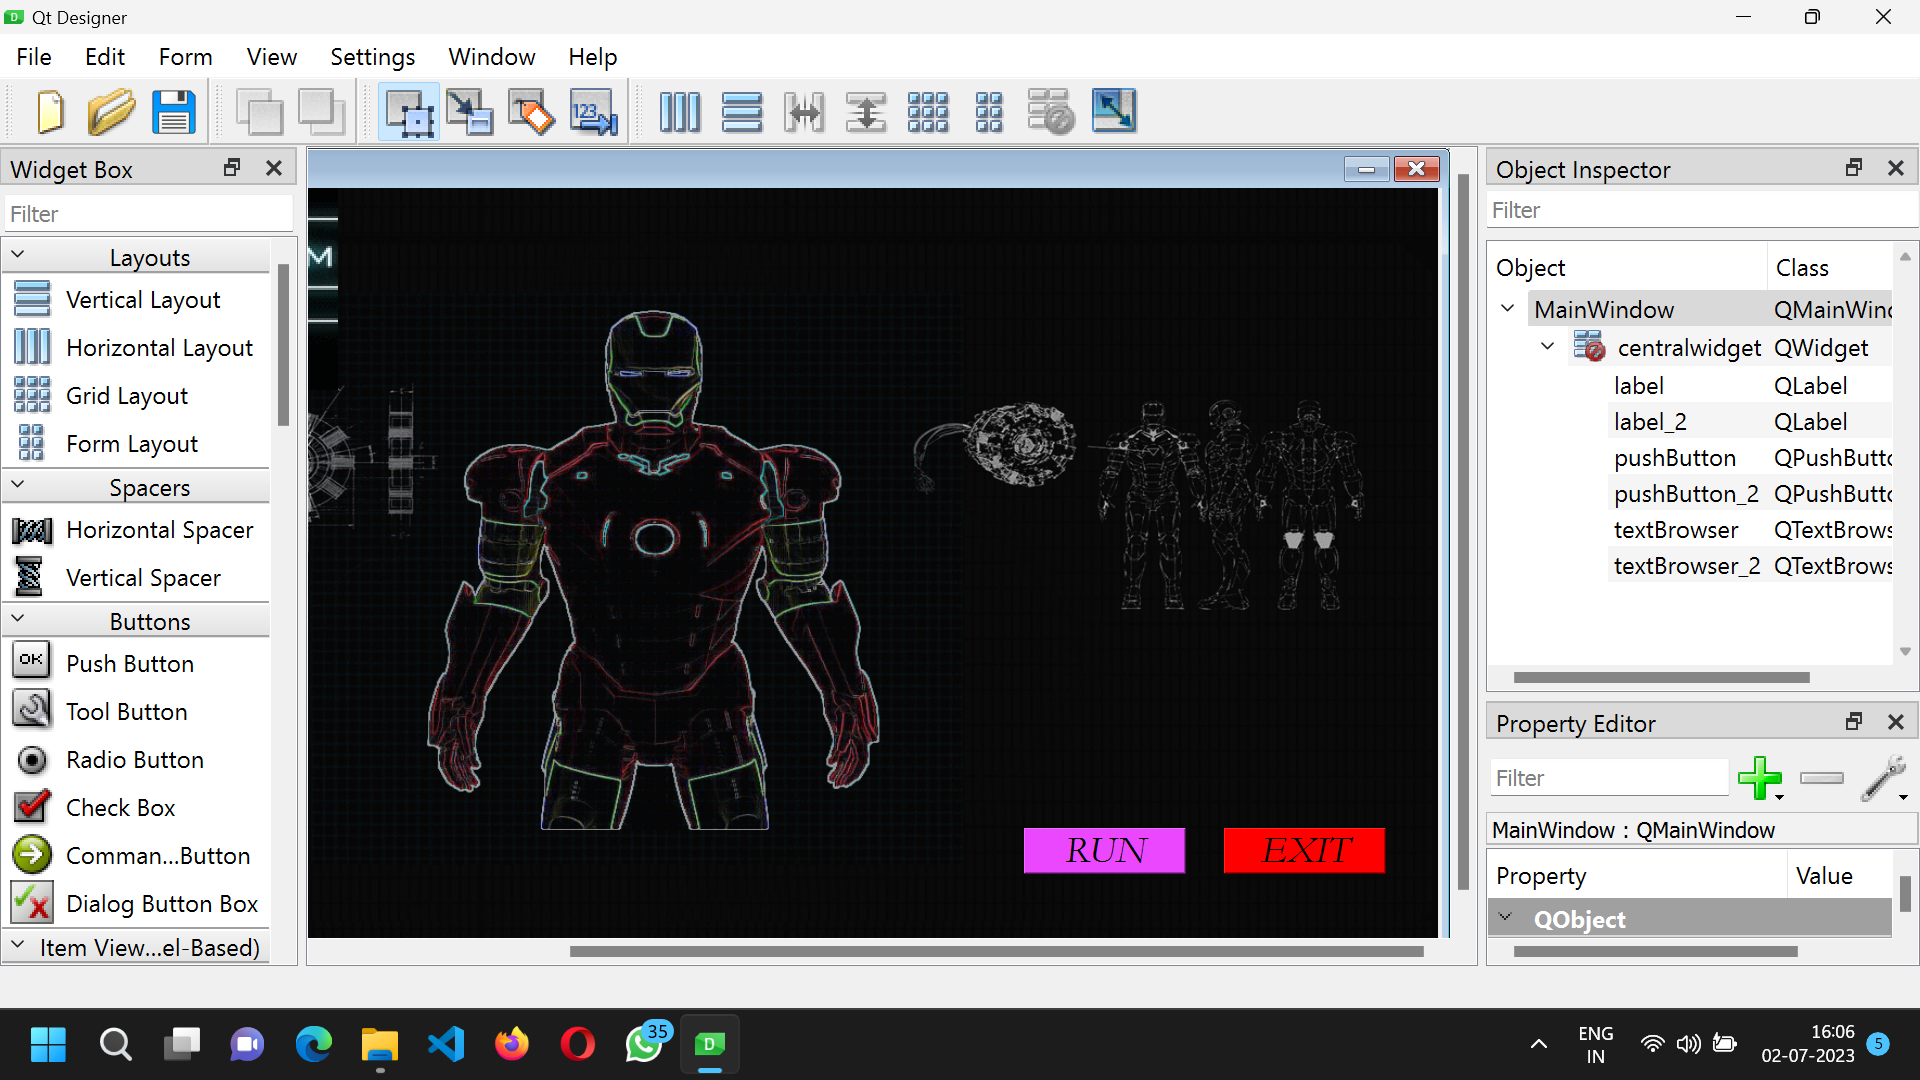 Qt Designer
File Edit Form View Settings Window Help
123
Widget Box
Filter
Layouts
Vertical Layout
Horizontal Layout
Grid Layout
Form Layout
Spacers
Horizontal Spacer
Vertical Spacer
Buttons
OK Push Button
Tool Button
Radio Button
Check Box
Comman...Button
Dialog Button Box
Item View...el-Based)
M
RUN EXIT
Object Inspector
Filter
Object Class
MainWindow QMainWind
centralwidget QWidget
label QLabel
label_2 QLabel
pushButton QPushButto
pushButton_2 QPushButto
textBrowser QTextBrows
textBrowser_2 QTextBrows
Property Editor
Filter
MainWindow : QMainWindow
Property Value
QObject
35
D
ENG
IN
16:06
02-07-2023
5